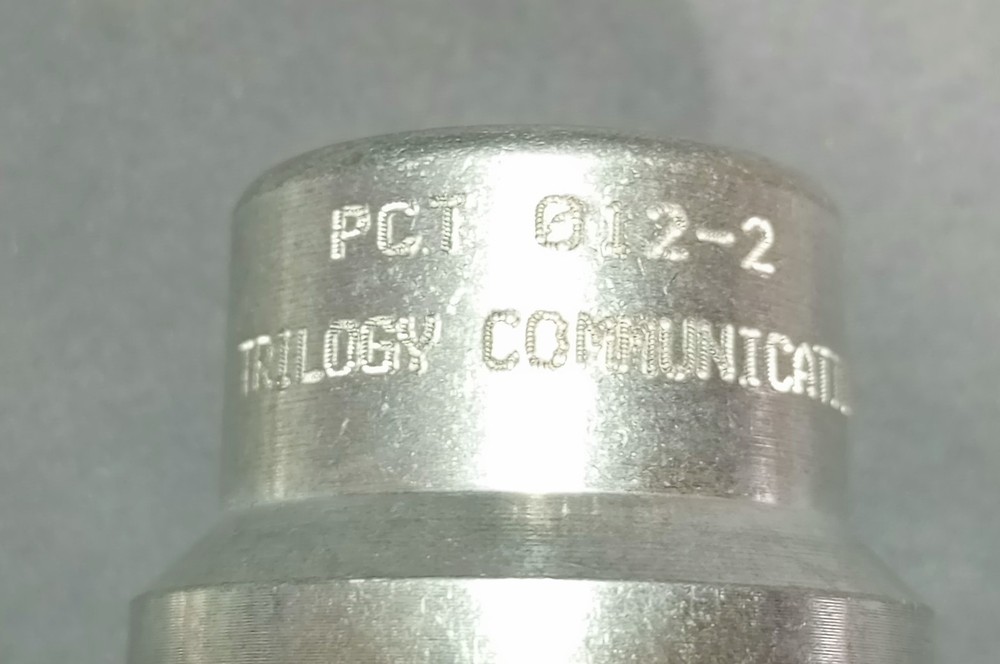 PCT 012-2
TRILOGY COMMUNICATI